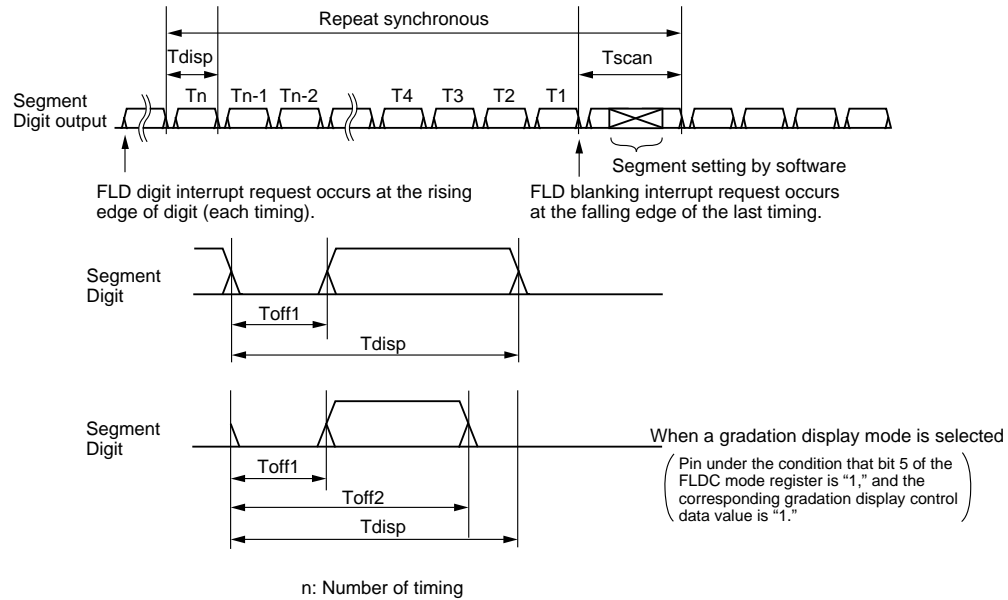 Repeat synchronous
Tdisp
Tscan
Tn
Tn-1
Tn-2
T4
T3
T2
T1
Segment
Digit output
Segment setting by software
FLD digit interrupt request occurs at the rising
edge of digit (each timing).
FLD blanking interrupt request occurs
at the falling edge of the last timing.
Segment
Digit
Toff1
Tdisp
Segment
Digit
When a gradation display mode is selected
Pin under the condition that bit 5 of the
FLDC mode register is “1,” and the
corresponding gradation display control
data value is “1.”
Toff1
Toff2
Tdisp
n: Number of timing